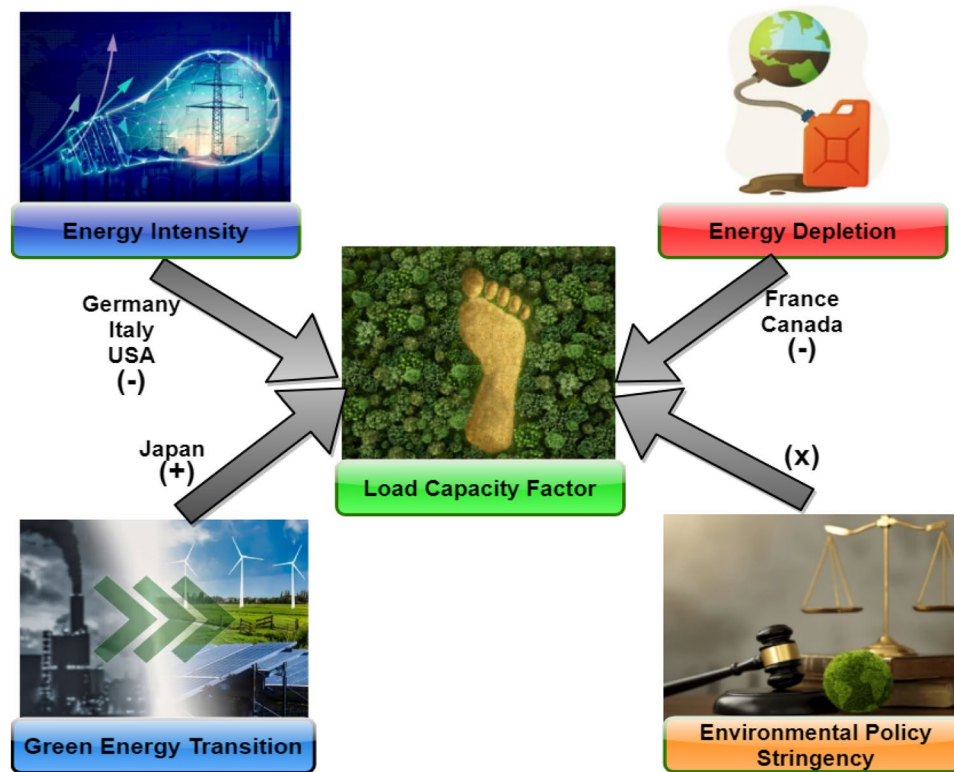 Energy Intensity
Energy Depletion
Germany
Italy
USA
(-)
France
Canada
(-)
Japan
(+)
(x)
Load Capacity Factor
Green Energy Transition
Environmental Policy
Stringency